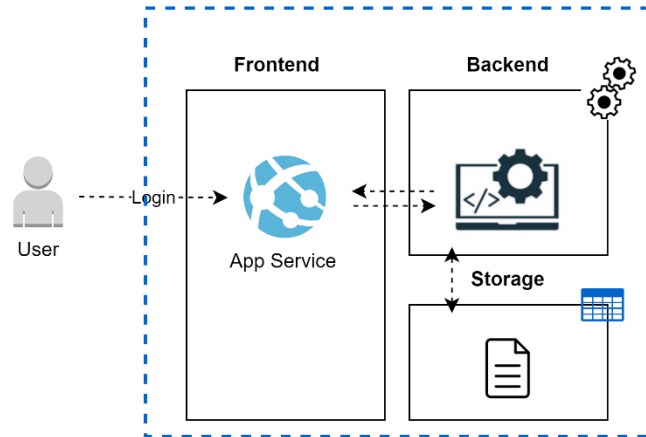 Frontend
Backend
Login
User
App Service
</>
Storage